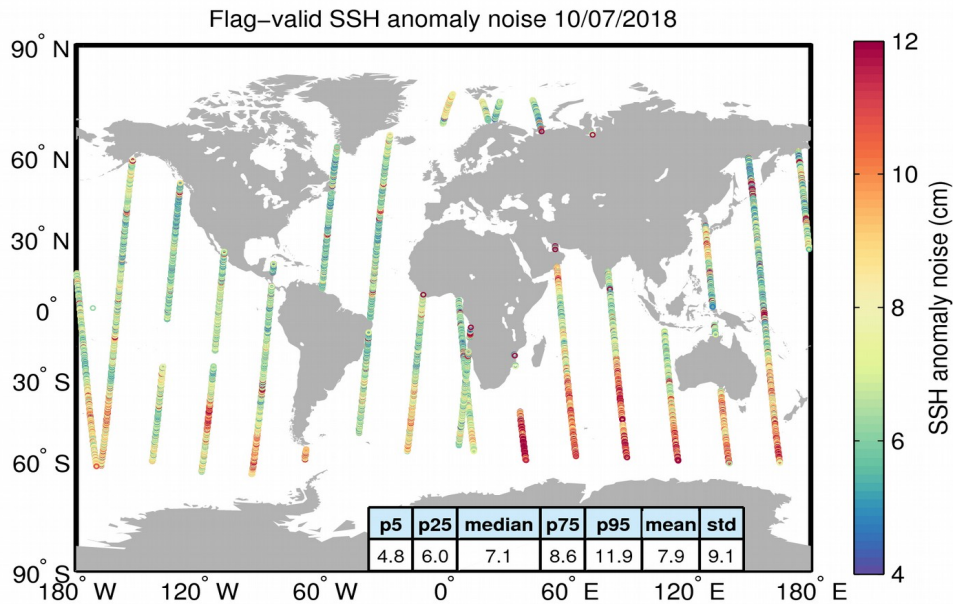 Flag−valid SSH anomaly noise 10/07/2018
90° N
60° N
30° N
0°
30° S
60° S
90° S
180° W
120° W
60° W
0°
60° E
120° E
180° E
p5 p25 median p75 p95 mean std
4.8 6.0 7.1 8.6 11.9 7.9 9.1
12
10
8
6
4
SSH anomaly noise (cm)